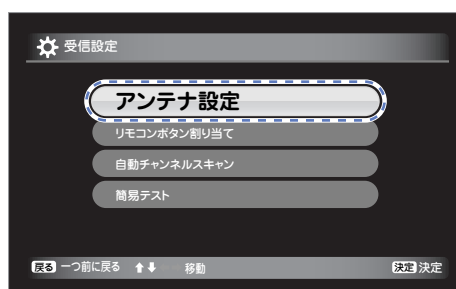 受信設定
アンテナ設定
リモコンボタン割り当て
自動チャンネルスキャン
簡易テスト
戻る 一つ前に戻る 移動 決定 決定